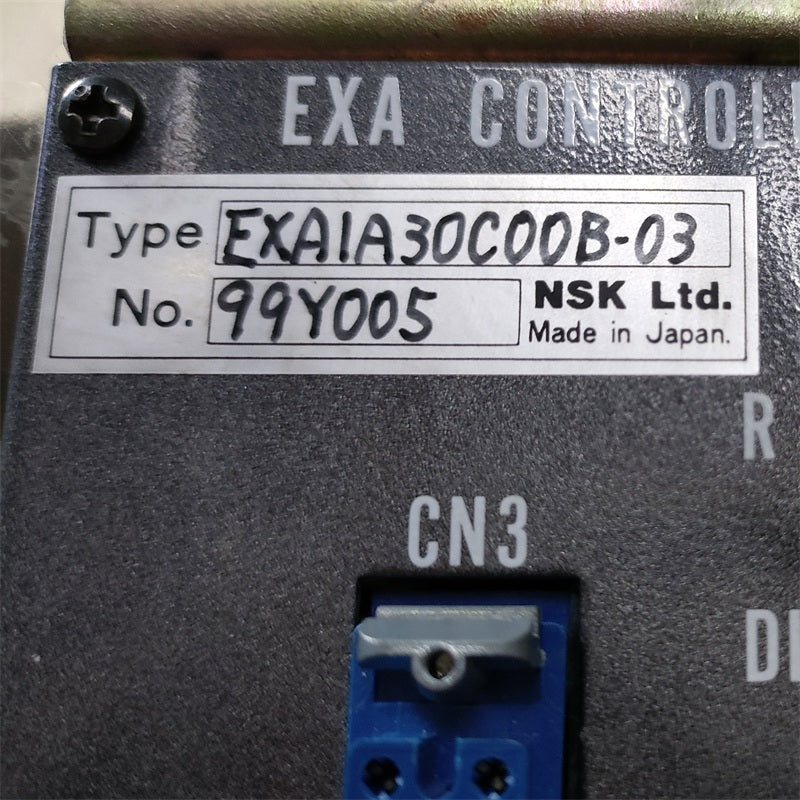 EXA CONTROL
Type EXA1A30C00B-03
No. 99Y005
NSK Ltd.
Made in Japan.
R
CN3